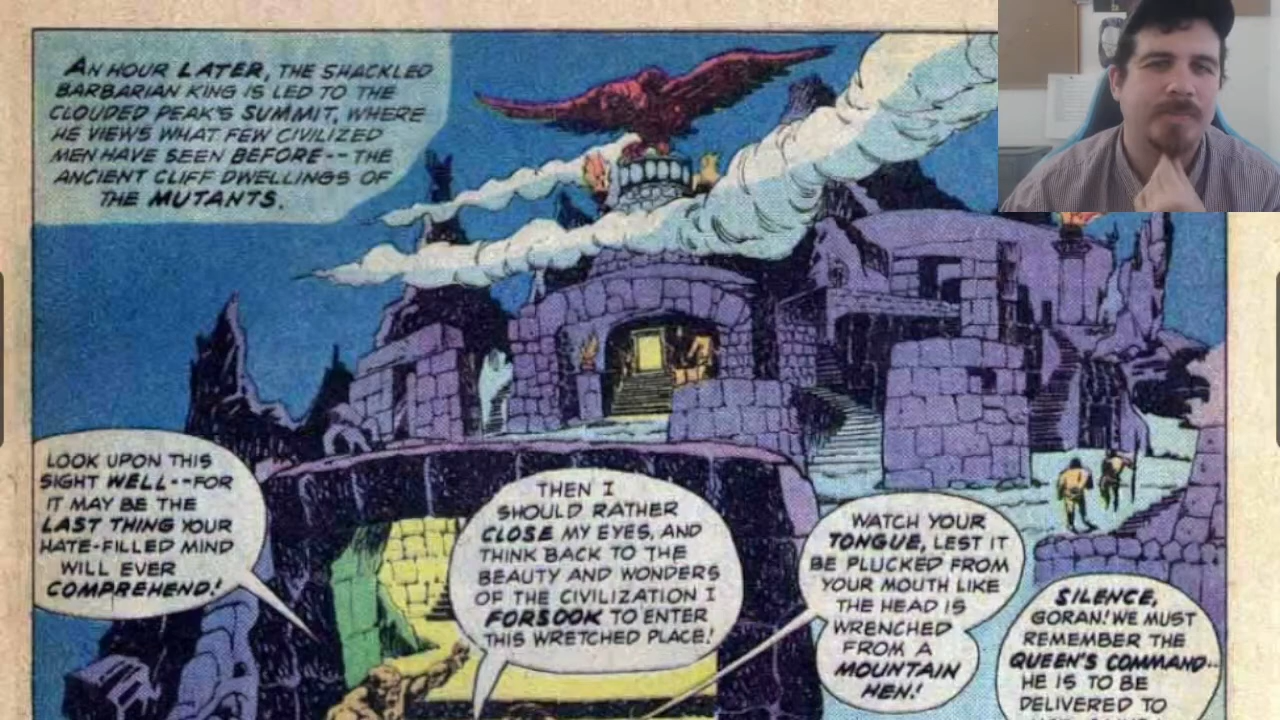 AN HOUR LATER, THE SHACKLED
BARBARIAN KING IS LED TO THE
CLOUDED PEAK'S SUMMIT, WHERE
HE VIEWS WHAT FEW CIVILIZED
MEN HAVE SEEN BEFORE--THE
ANCIENT CLIFF DWELLINGS OF
THE MUTANTS.
LOOK UPON THIS
SIGHT WELL--FOR
IT MAY BE THE
LAST THING YOUR
HATE-FILLED MIND
WILL EVER
COMPREHEND!
THEN I
SHOULD RATHER
CLOSE MY EYES, AND
THINK BACK TO THE
BEAUTY AND WONDERS
OF THE CIVILIZATION I
FORSOOK TO ENTER
THIS WRETCHED PLACE!
WATCH YOUR
TONGUE, LEST IT
BE PLUCKED FROM
YOUR MOUTH LIKE
THE HEAD IS
WRENCHED
FROM A
MOUNTAIN
HEN!
SILENCE,
GORAN! WE MUST
REMEMBER THE
QUEEN'S COMMAND--
HE IS TO BE
DELIVERED TO